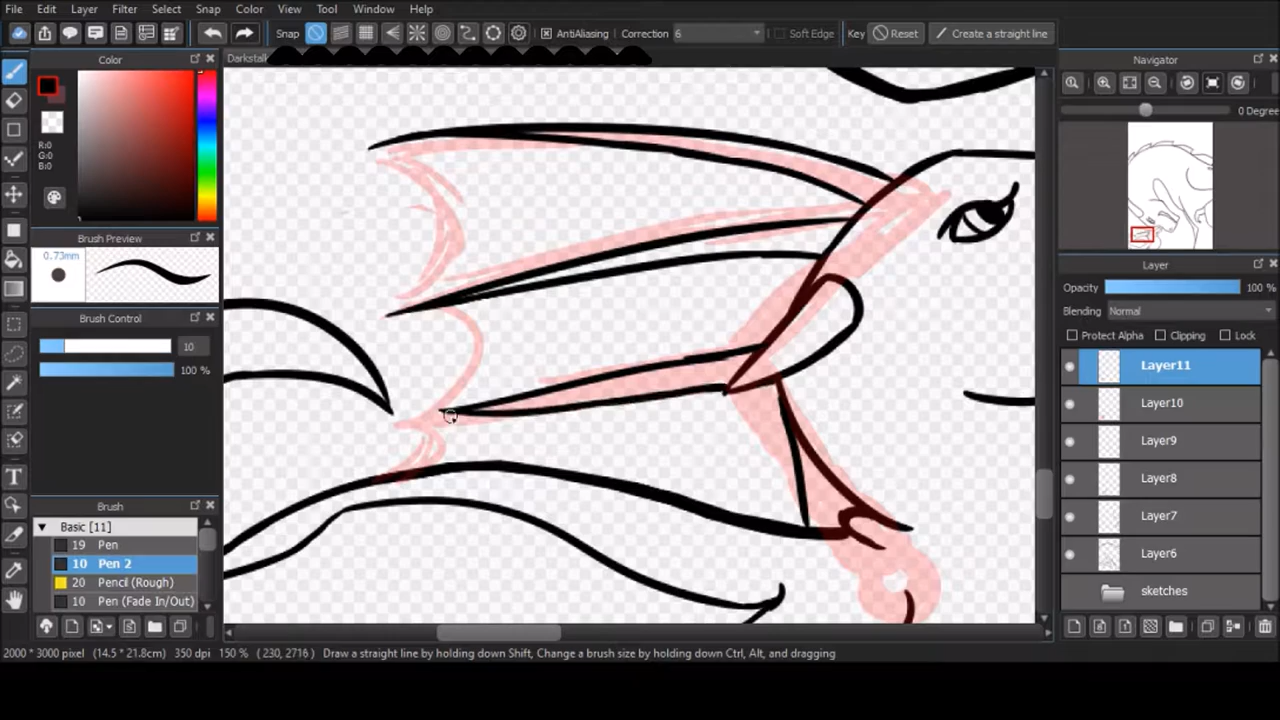 File Edit Layer Filter Select Snap Color View Tool Window Help
Snap AntiAliasing Correction 6 Soft Edge Key Reset Create a straight line
Color
R:0
G:0
B:0
Brush Preview
0.73mm
Brush Control
10
100 %
Brush
Basic [11]
19 Pen
10 Pen 2
20 Pencil (Rough)
10 Pen (Fade In/Out)
Navigator
0 Degree
Layer
Opacity 100 %
Blending Normal
Protect Alpha Clipping Lock
Layer11
Layer10
Layer9
Layer8
Layer7
Layer6
sketches
2000 * 3000 pixel (14.5 * 21.8cm) 350 dpi 150 % ( 230, 2716 ) Draw a straight line by holding down Shift, Change a brush size by holding down Ctrl, Alt, and dragging